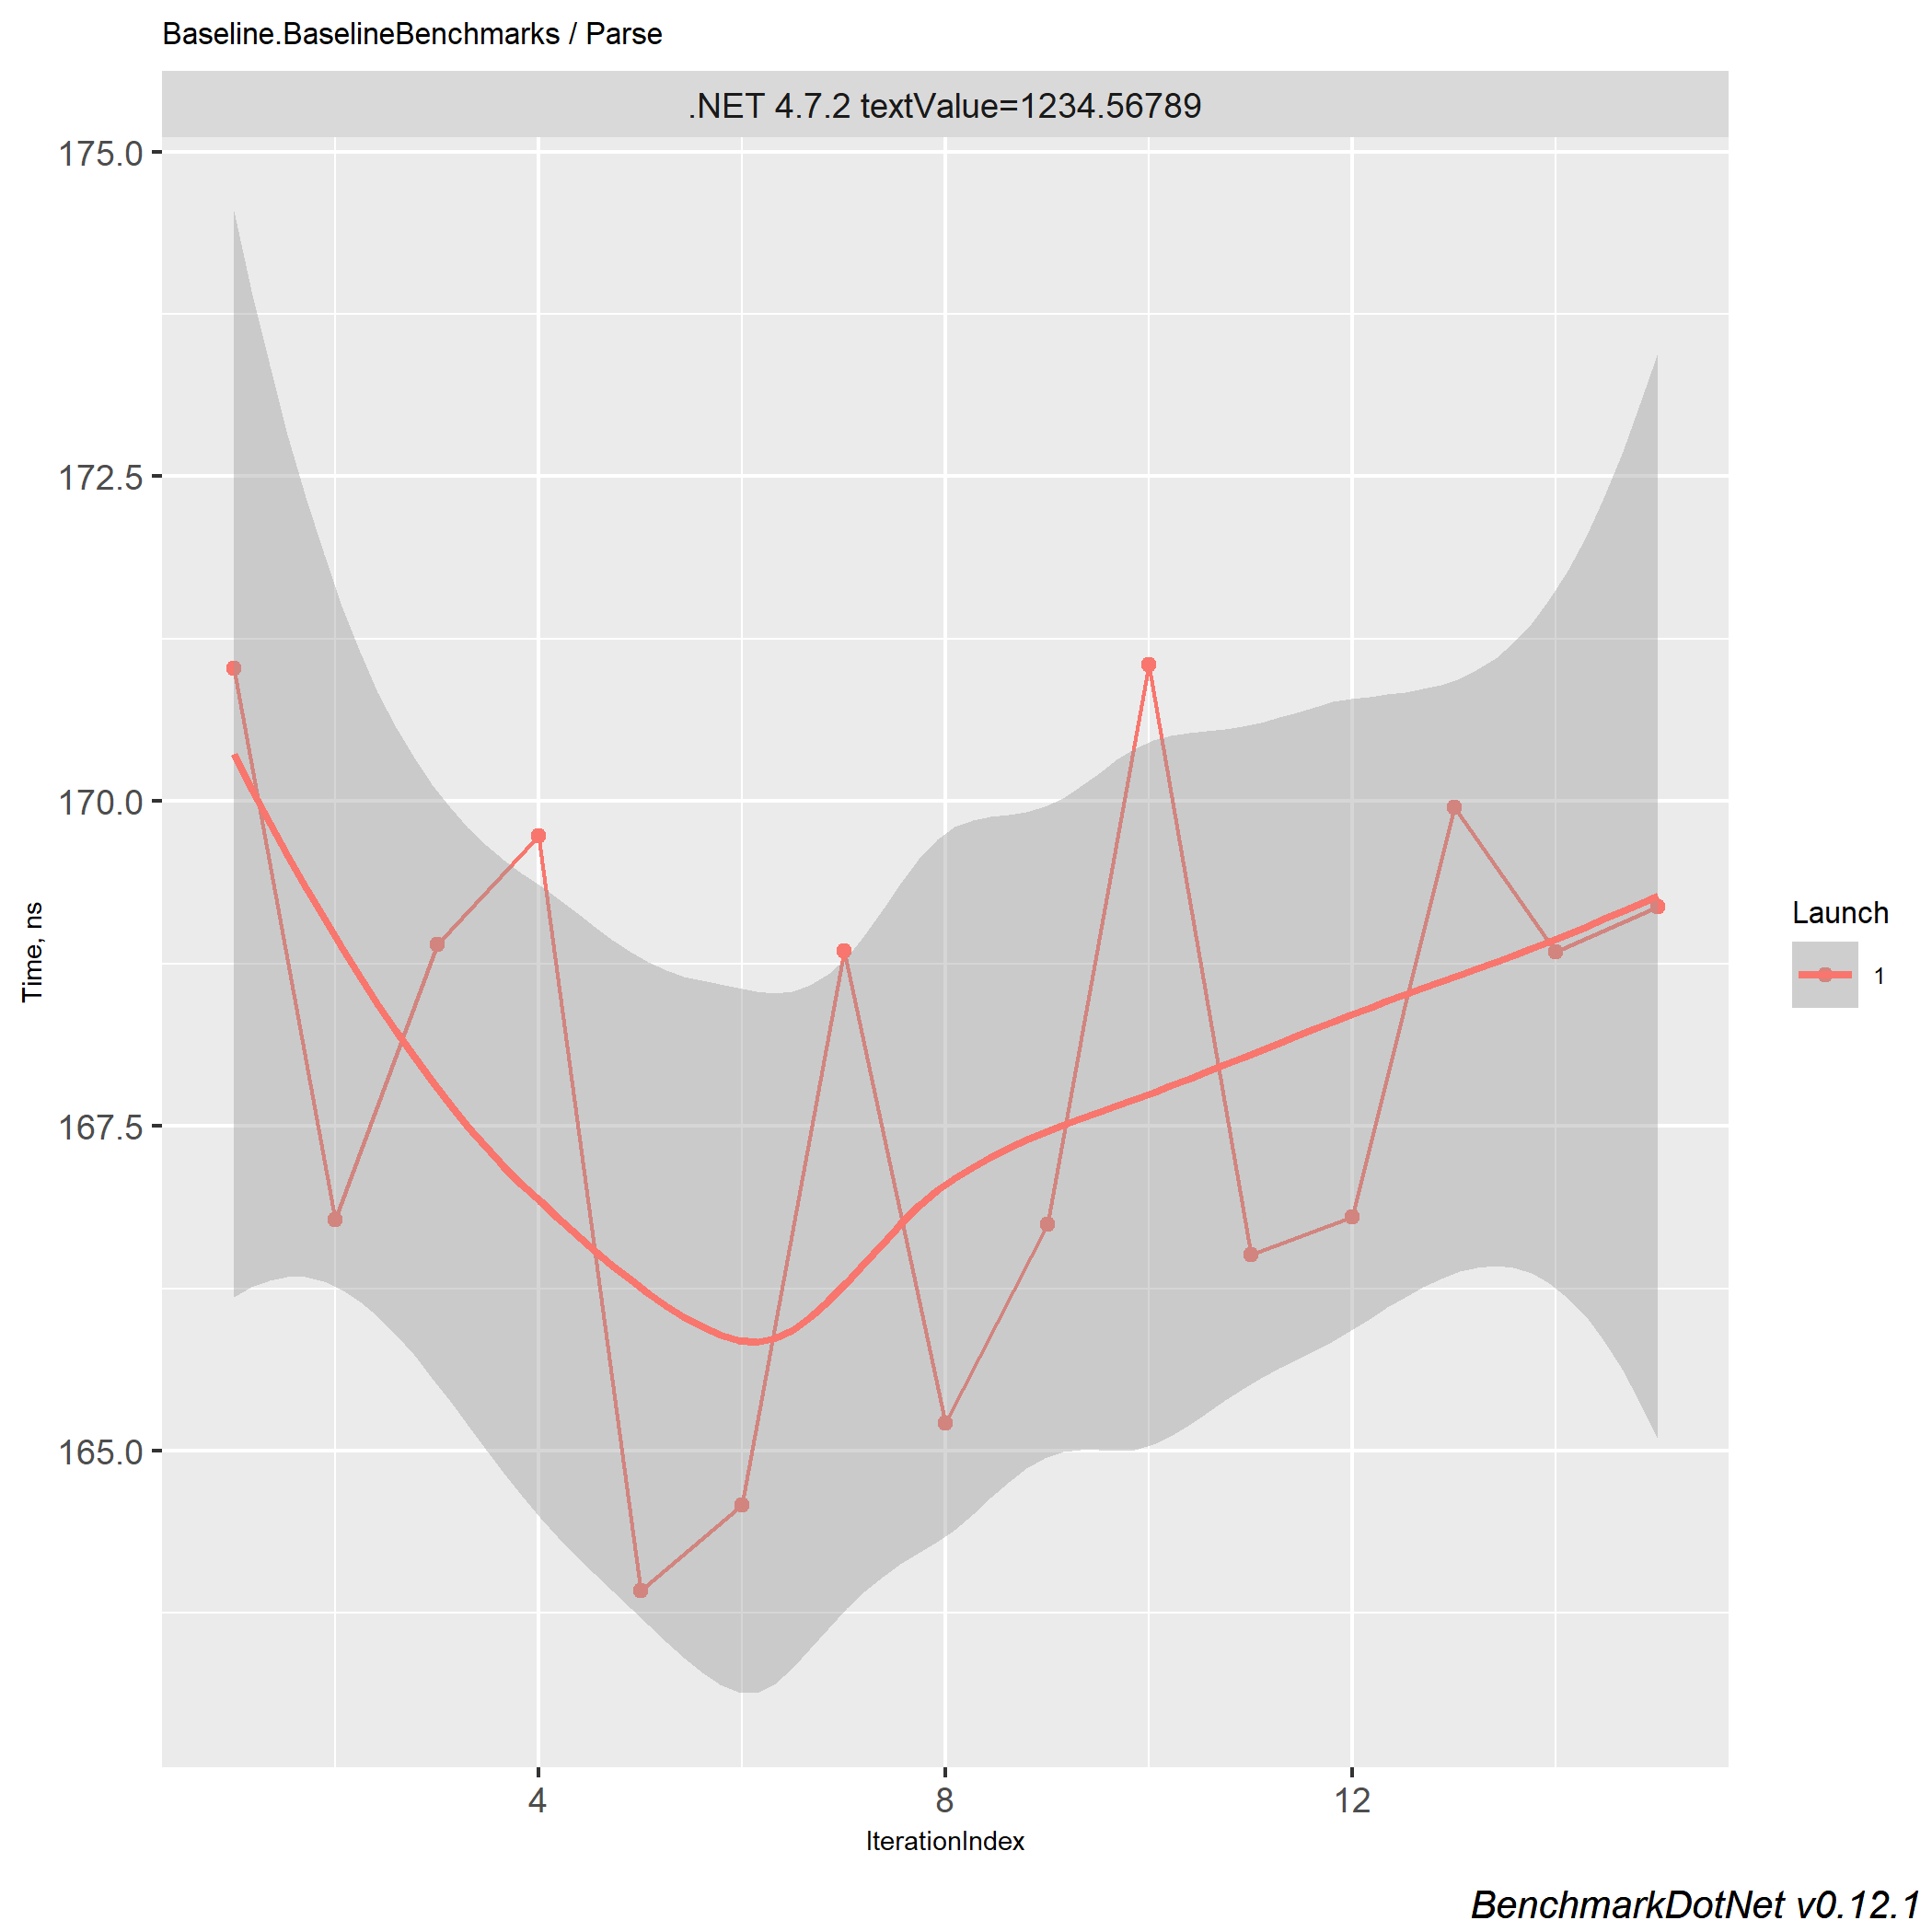 Baseline.BaselineBenchmarks / Parse
.NET 4.7.2 textValue=1234.56789
175.0
172.5
170.0
167.5
165.0
Time, ns
4
8
12
IterationIndex
Launch
1
BenchmarkDotNet v0.12.1